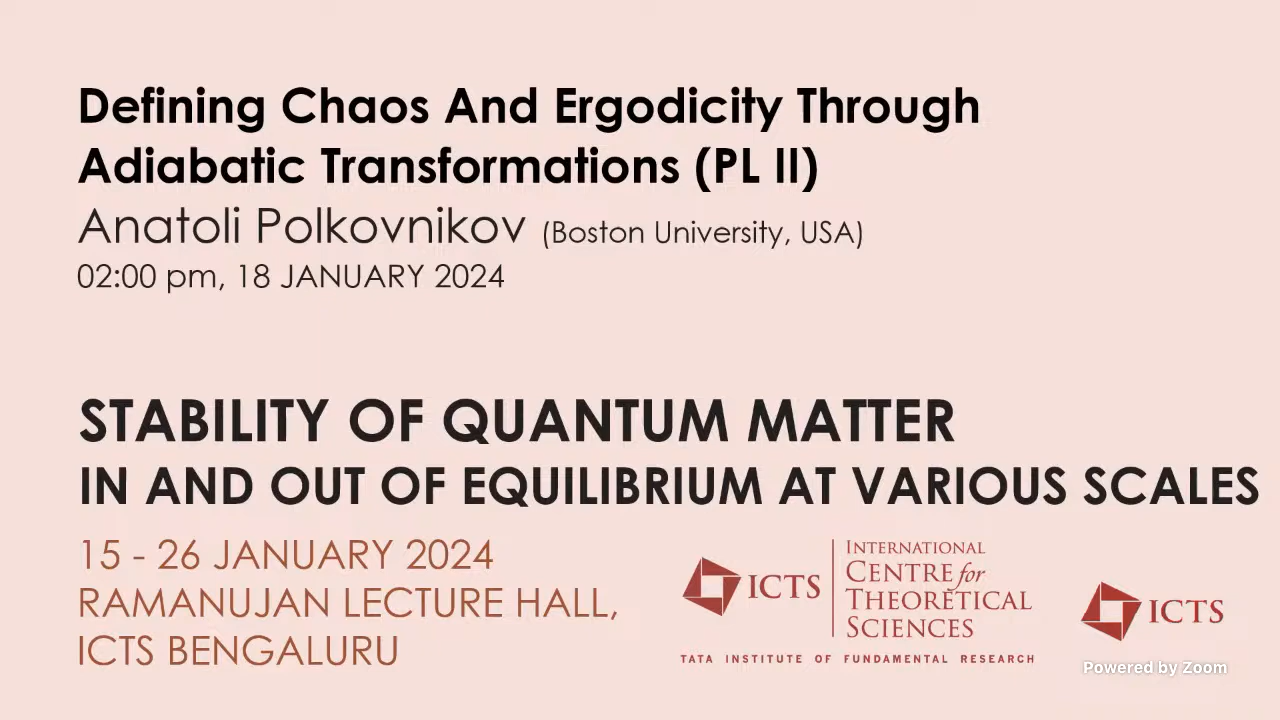 Defining Chaos And Ergodicity Through
Adiabatic Transformations (PL II)
Anatoli Polkovnikov (Boston University, USA)
02:00 pm, 18 JANUARY 2024
STABILITY OF QUANTUM MATTER
IN AND OUT OF EQUILIBRIUM AT VARIOUS SCALES
15 - 26 JANUARY 2024
RAMANUJAN LECTURE HALL,
ICTS BENGALURU
ICTS
INTERNATIONAL
CENTRE for
THEORETICAL
SCIENCES
TATA INSTITUTE OF FUNDAMENTAL RESEARCH
ICTS
Powered by Zoom